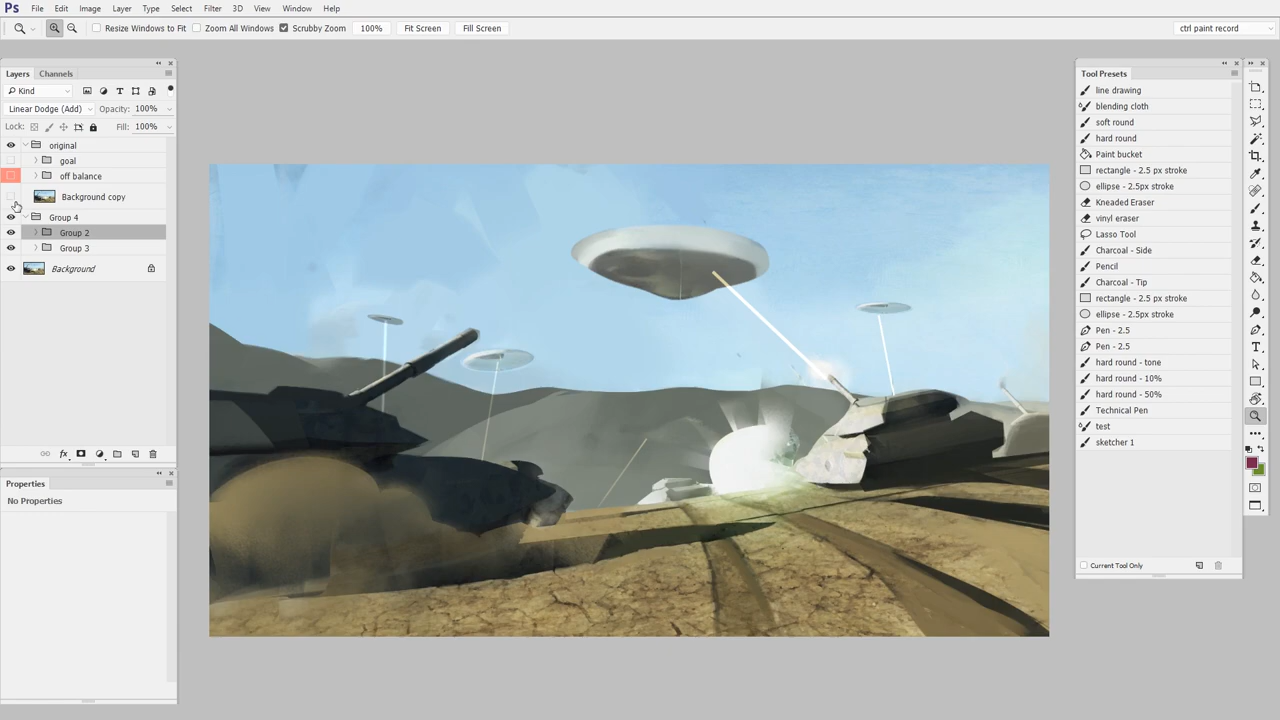 Ps File Edit Image Layer Type Select Filter 3D View Window Help
Resize Windows to Fit Zoom All Windows Scrubby Zoom 100% Fit Screen Fill Screen ctrl paint record
Layers Channels
Kind
Linear Dodge (Add) Opacity: 100%
Lock: Fill: 100%
original
goal
off balance
Background copy
Group 4
Group 2
Group 3
Background
fx
Properties
No Properties
Tool Presets
line drawing
blending cloth
soft round
hard round
Paint bucket
rectangle - 2.5 px stroke
ellipse - 2.5px stroke
Kneaded Eraser
vinyl eraser
Lasso Tool
Charcoal - Side
Pencil
Charcoal - Tip
rectangle - 2.5 px stroke
ellipse - 2.5px stroke
Pen - 2.5
Pen - 2.5
hard round - tone
hard round - 10%
hard round - 50%
Technical Pen
test
sketcher 1
Current Tool Only